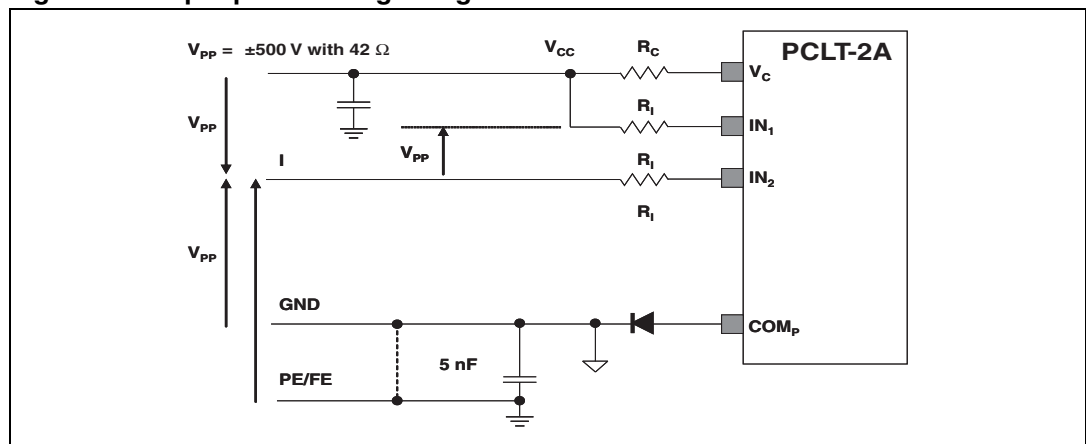 V_PP = ±500 V with 42 Ω
V_CC
R_C
PCLT-2A
V_C
V_PP
R_I
IN_1
V_PP
I
R_I
IN_2
R_I
V_PP
GND
COM_P
5 nF
PE/FE